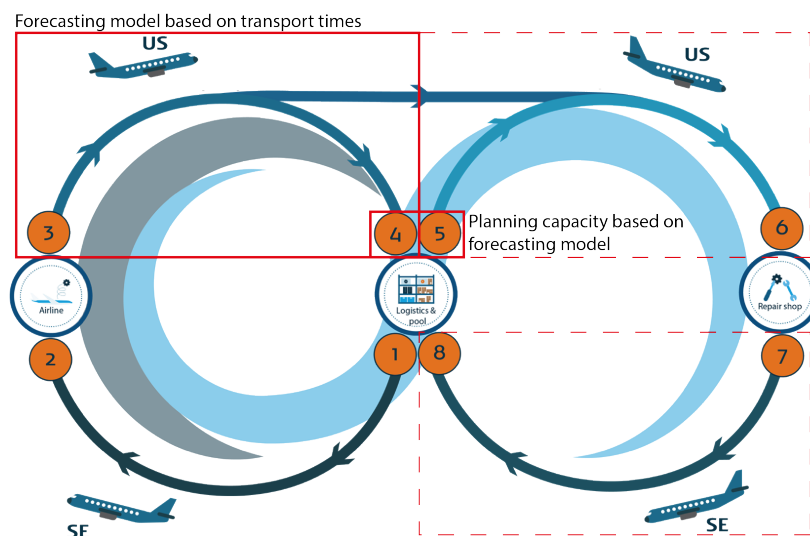 Forecasting model based on transport times
US
US
3
4
5
Planning capacity based on
forecasting model
6
Airline
Logistics &
pool
Repair shop
2
1
8
7
SE
SE